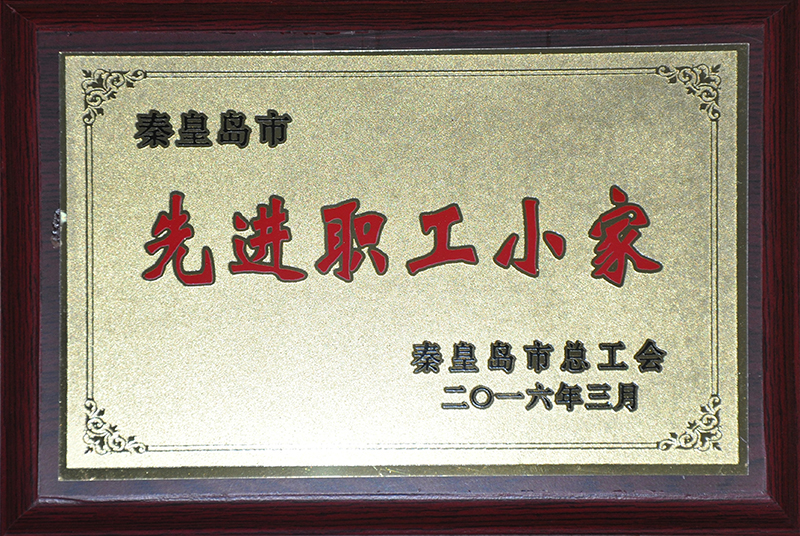 秦皇岛市
先进职工小家
秦皇岛市总工会
二〇一六年三月